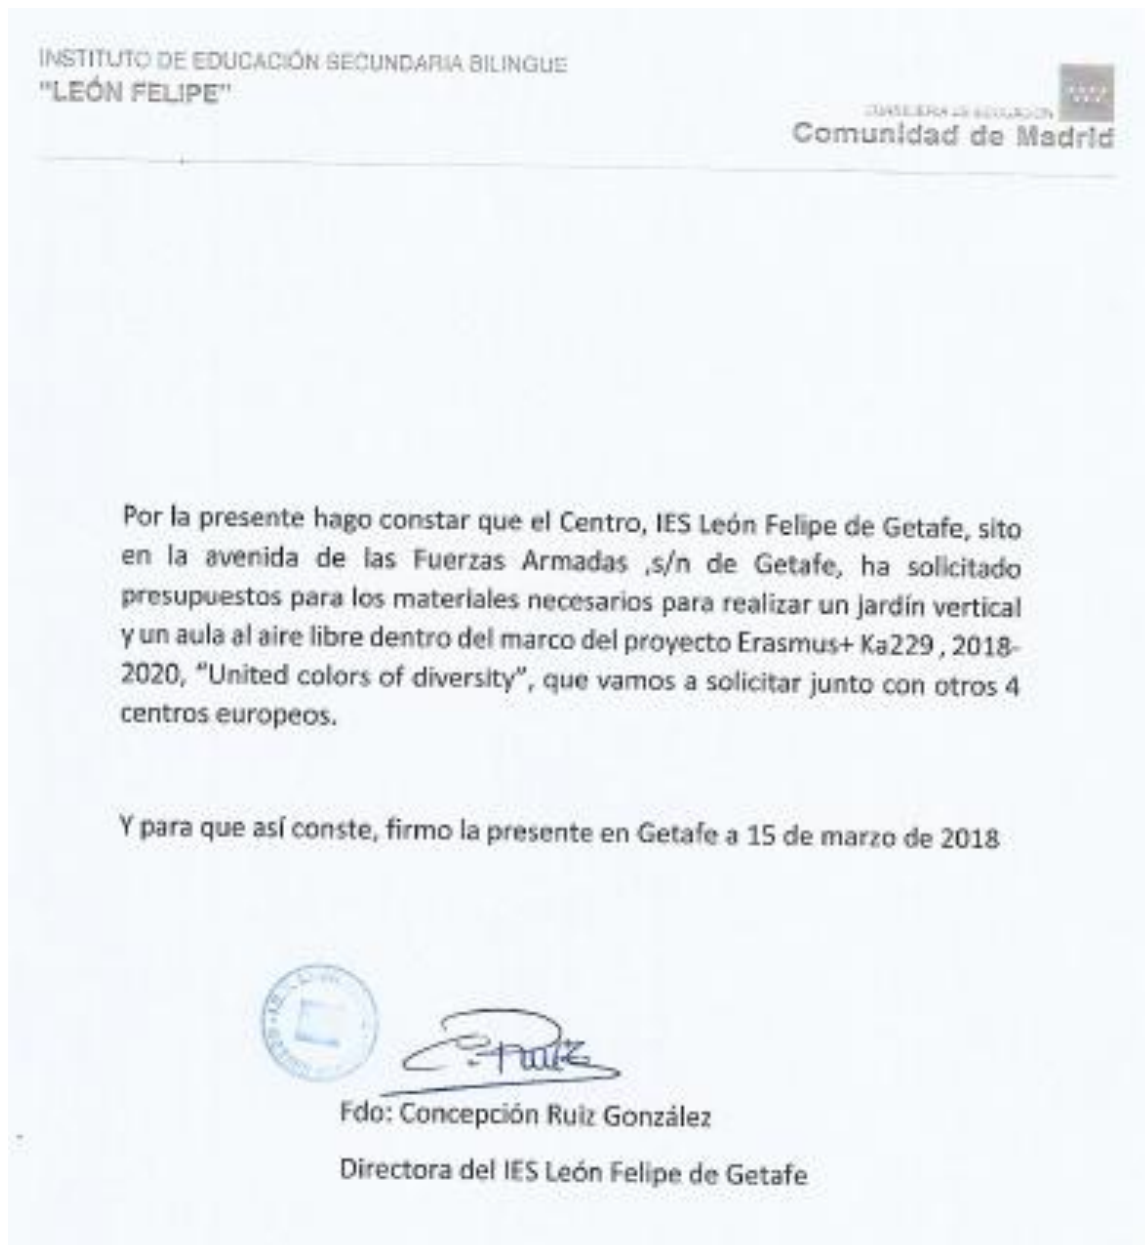 INSTITUTO DE EDUCACIÓN SECUNDARIA BILINGUE
"LEÓN FELIPE"
CONSEJERIA DE EDUCACION
Comunidad de Madrid
Por la presente hago constar que el Centro, IES León Felipe de Getafe, sito
en la avenida de las Fuerzas Armadas ,s/n de Getafe, ha solicitado
presupuestos para los materiales necesarios para realizar un jardín vertical
y un aula al aire libre dentro del marco del proyecto Erasmus+ Ka229 , 2018-
2020, “United colors of diversity”, que vamos a solicitar junto con otros 4
centros europeos.
Y para que así conste, firmo la presente en Getafe a 15 de marzo de 2018
C. Ruiz
Fdo: Concepción Ruiz González
Directora del IES León Felipe de Getafe